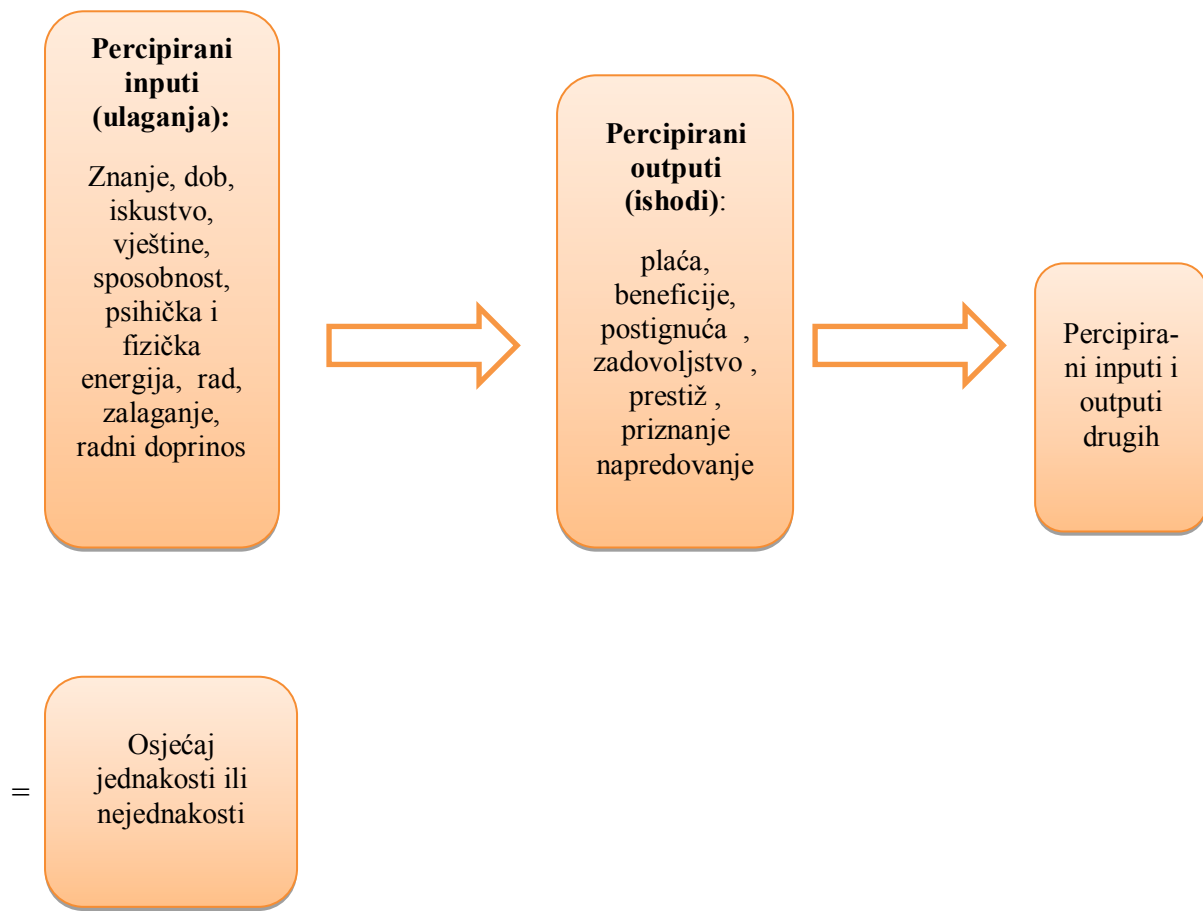 Percipirani
inputi
(ulaganja):
Znanje, dob,
iskustvo,
vještine,
sposobnost,
psihička i
fizička
energija, rad,
zalaganje,
radni doprinos
Percipirani
outputi
(ishodi):
plaća,
beneficije,
postignuća ,
zadovoljstvo ,
prestiž ,
priznanje
napredovanje
Percipira-
ni inputi i
outputi
drugih
=
Osjećaj
jednakosti ili
nejednakosti